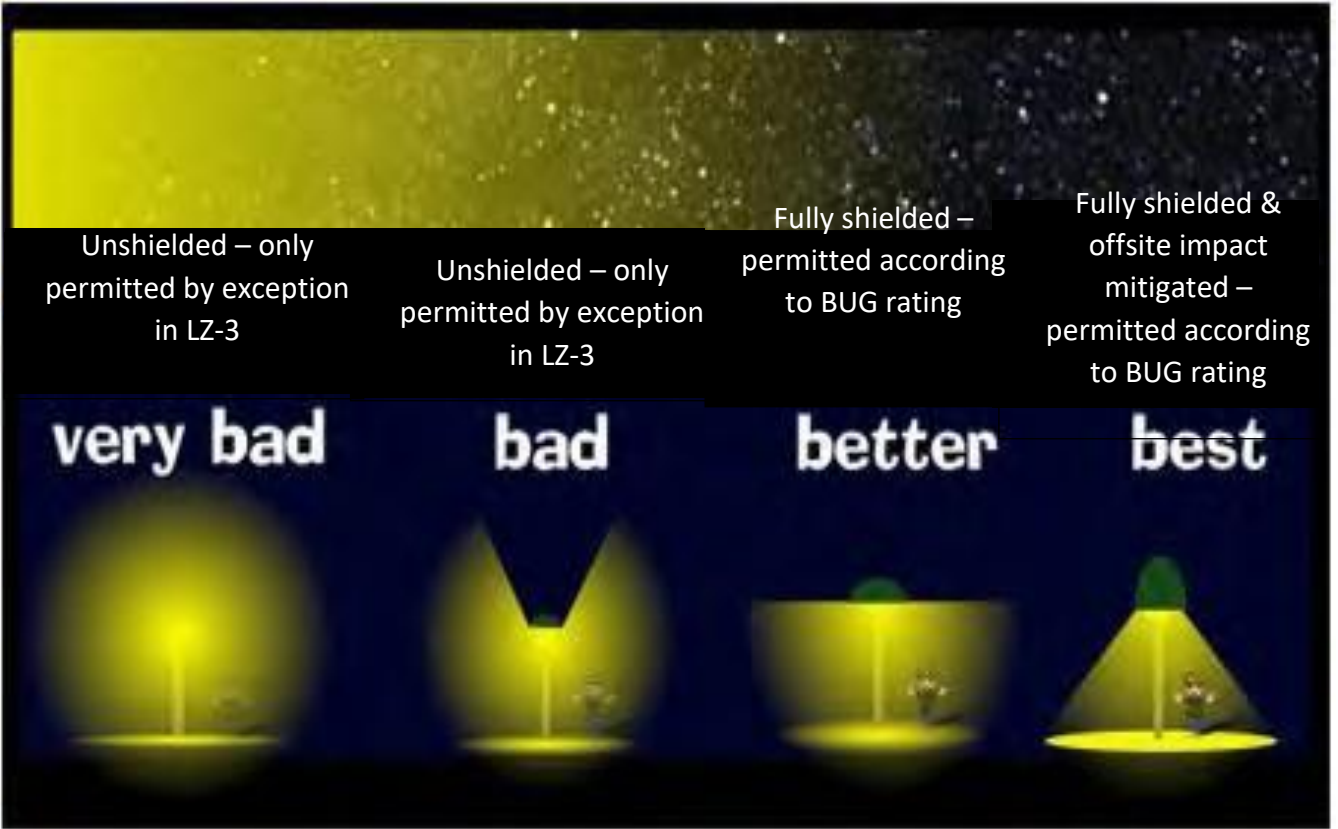 Unshielded – only
permitted by exception
in LZ-3
Unshielded – only
permitted by exception
in LZ-3
Fully shielded –
permitted according
to BUG rating
Fully shielded &
offsite impact
mitigated –
permitted according
to BUG rating
very bad
bad
better
best